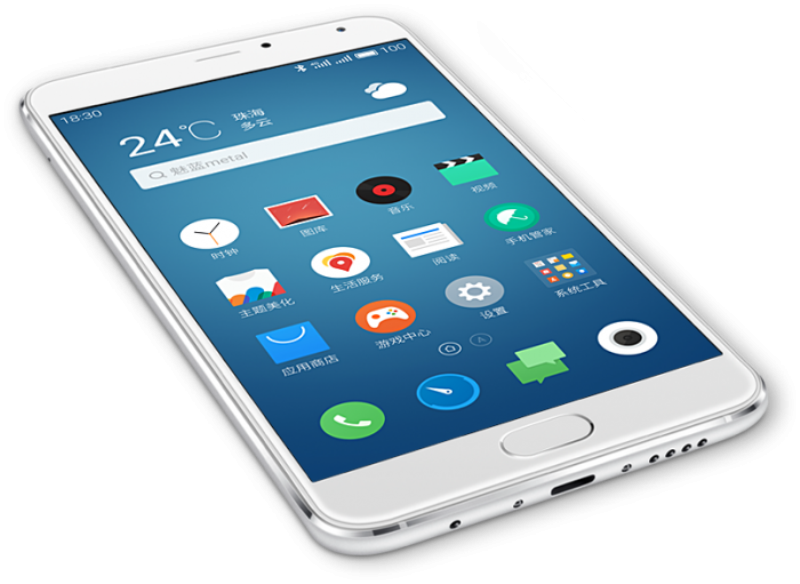 18:30
100
24℃
珠海
多云
魅蓝metal
时钟
图库
音乐
视频
主题美化
生活服务
阅读
手机管家
应用商店
游戏中心
设置
系统工具
A